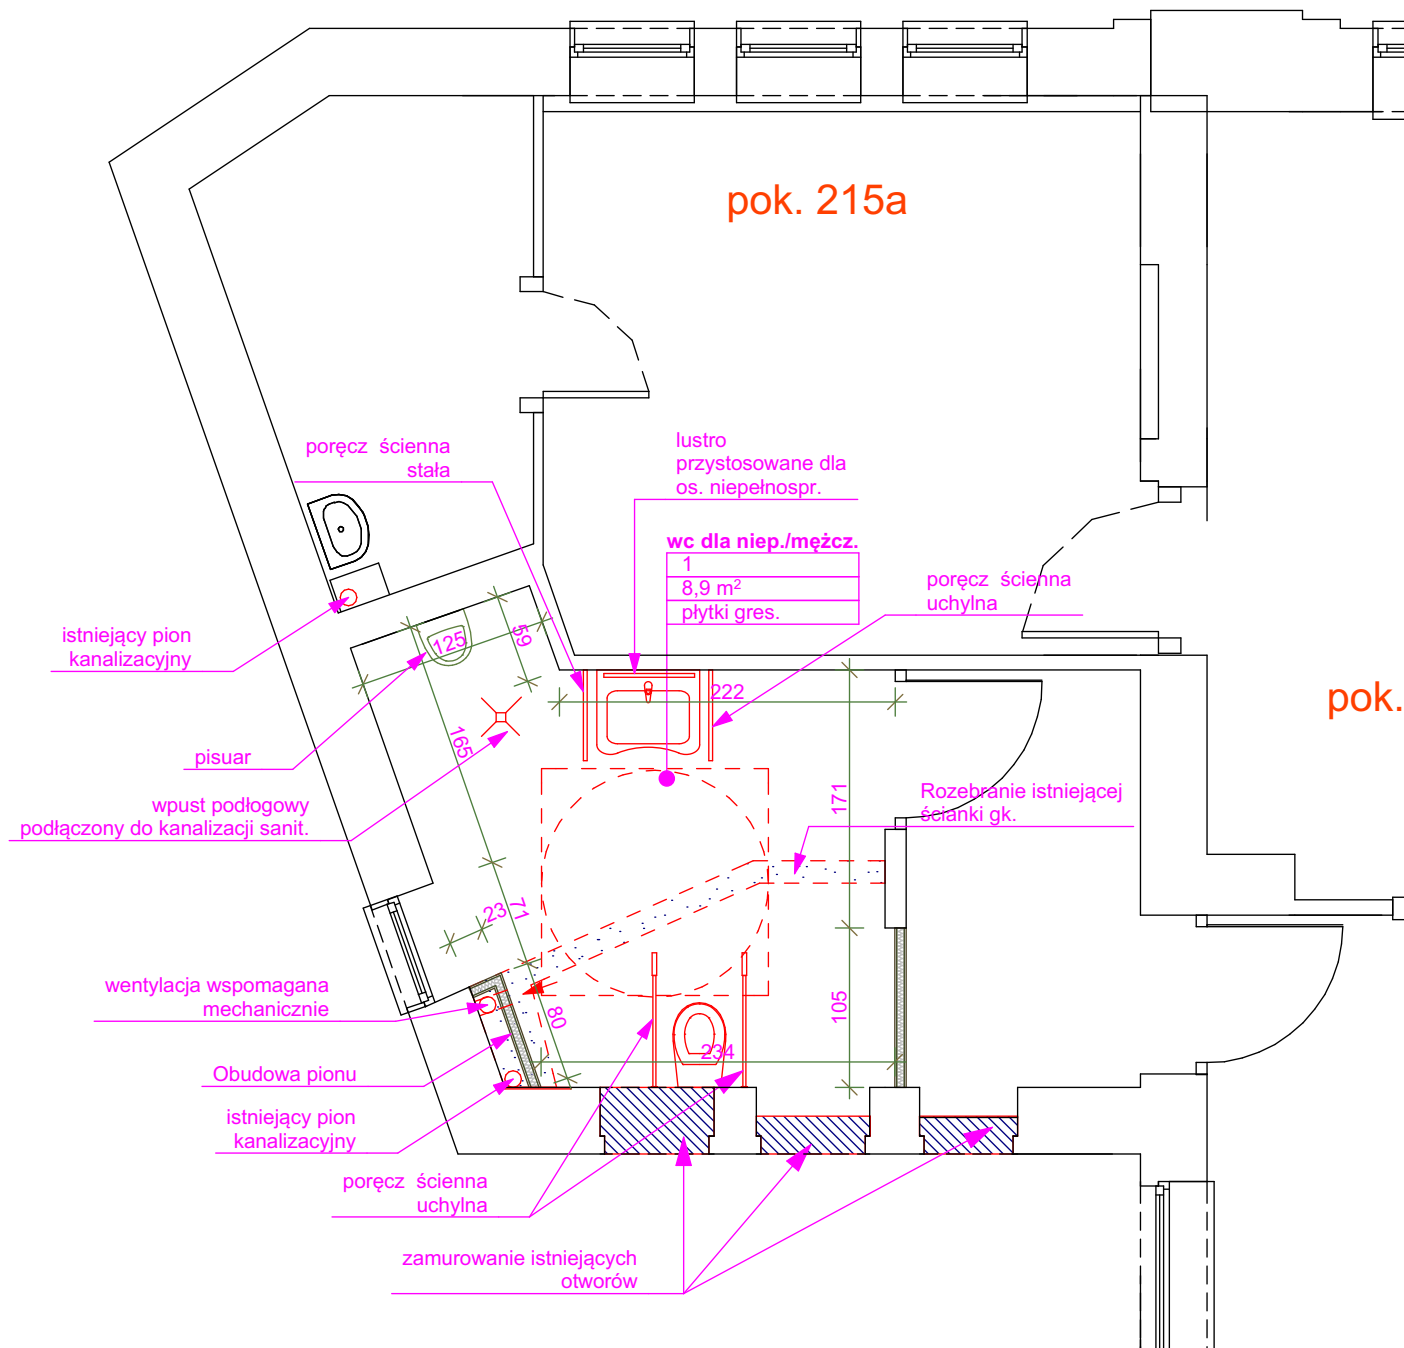 pok. 215a
poręcz ścienna
stała
lustro
przystosowane dla
os. niepełnospr.
wc dla niep./mężcz.
1
8,9 m²
płytki gres.
poręcz ścienna
uchylna
istniejący pion
kanalizacyjny
125
59
222
pok.
165
pisuar
wpust podłogowy
podłączony do kanalizacji sanit.
171
Rozebranie istniejącej
ścianki gk.
23
71
wentylacja wspomagana
mechanicznie
80
105
234
Obudowa pionu
istniejący pion
kanalizacyjny
poręcz ścienna
uchylna
zamurowanie istniejących
otworów